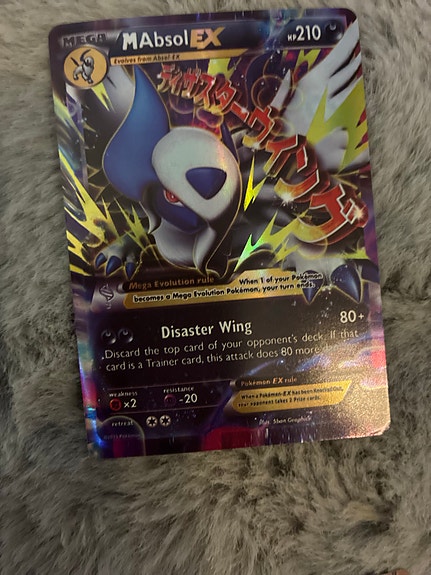 MEGA
M Absol EX
HP 210
Evolves from Absol EX
ディザスターウイング
Mega Evolution rule
When 1 of your Pokémon
becomes a Mega Evolution Pokémon, your turn ends.
Disaster Wing 80+
Discard the top card of your opponent's deck. If that
card is a Trainer card, this attack does 80 more
weakness
×2
resistance
-20
retreat
Pokémon-EX rule
When a Pokémon-EX has been Knocked Out,
your opponent takes 2 Prize cards.